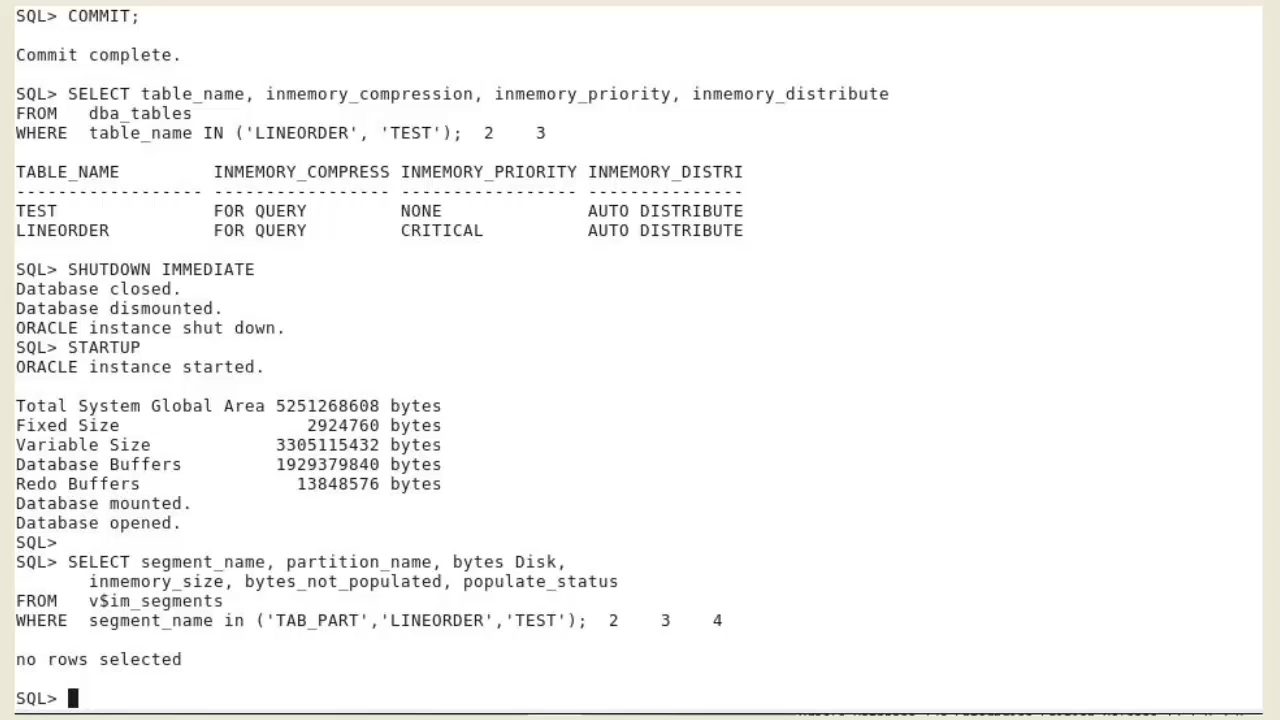 SQL> COMMIT;
Commit complete.
SQL> SELECT table_name, inmemory_compression, inmemory_priority, inmemory_distribute
FROM   dba_tables
WHERE  table_name IN ('LINEORDER', 'TEST');  2    3
TABLE_NAME         INMEMORY_COMPRESS INMEMORY_PRIORITY INMEMORY_DISTRI
------------------ ----------------- ----------------- ---------------
TEST               FOR QUERY         NONE              AUTO DISTRIBUTE
LINEORDER          FOR QUERY         CRITICAL          AUTO DISTRIBUTE
SQL> SHUTDOWN IMMEDIATE
Database closed.
Database dismounted.
ORACLE instance shut down.
SQL> STARTUP
ORACLE instance started.
Total System Global Area 5251268608 bytes
Fixed Size                  2924760 bytes
Variable Size            3305115432 bytes
Database Buffers         1929379840 bytes
Redo Buffers               13848576 bytes
Database mounted.
Database opened.
SQL>
SQL> SELECT segment_name, partition_name, bytes Disk,
       inmemory_size, bytes_not_populated, populate_status
FROM   v$im_segments
WHERE  segment_name in ('TAB_PART','LINEORDER','TEST');  2    3    4
no rows selected
SQL>